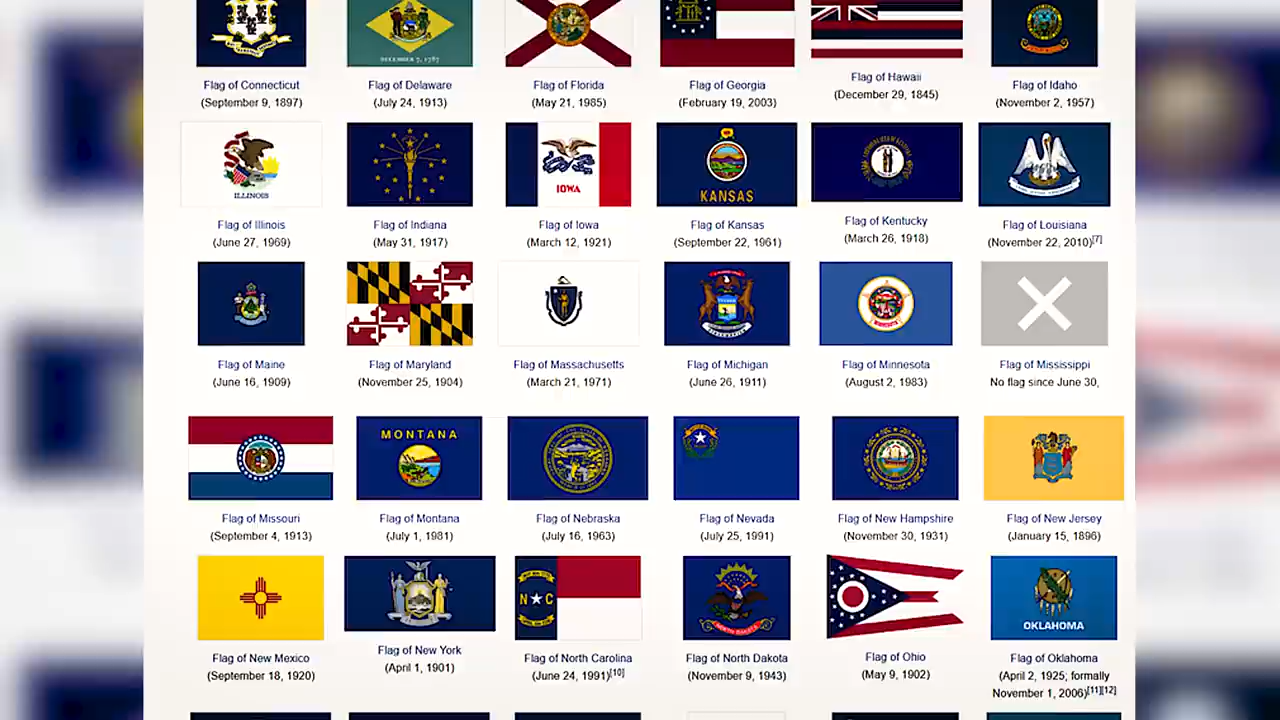 DECEMBER 7, 1787
Flag of Connecticut
(September 9, 1897)
Flag of Delaware
(July 24, 1913)
Flag of Florida
(May 21, 1985)
Flag of Georgia
(February 19, 2003)
Flag of Hawaii
(December 29, 1845)
Flag of Idaho
(November 2, 1957)
ILLINOIS
IOWA
KANSAS
Flag of Illinois
(June 27, 1969)
Flag of Indiana
(May 31, 1917)
Flag of Iowa
(March 12, 1921)
Flag of Kansas
(September 22, 1961)
Flag of Kentucky
(March 26, 1918)
Flag of Louisiana
(November 22, 2010)[7]
Flag of Maine
(June 16, 1909)
Flag of Maryland
(November 25, 1904)
Flag of Massachusetts
(March 21, 1971)
Flag of Michigan
(June 26, 1911)
Flag of Minnesota
(August 2, 1983)
Flag of Mississippi
No flag since June 30,
MONTANA
Flag of Missouri
(September 4, 1913)
Flag of Montana
(July 1, 1981)
Flag of Nebraska
(July 16, 1963)
Flag of Nevada
(July 25, 1991)
Flag of New Hampshire
(November 30, 1931)
Flag of New Jersey
(January 15, 1896)
N C
NORTH DAKOTA
OKLAHOMA
Flag of New Mexico
(September 18, 1920)
Flag of New York
(April 1, 1901)
Flag of North Carolina
(June 24, 1991)[10]
Flag of North Dakota
(November 9, 1943)
Flag of Ohio
(May 9, 1902)
Flag of Oklahoma
(April 2, 1925; formally
November 1, 2006)[11][12]